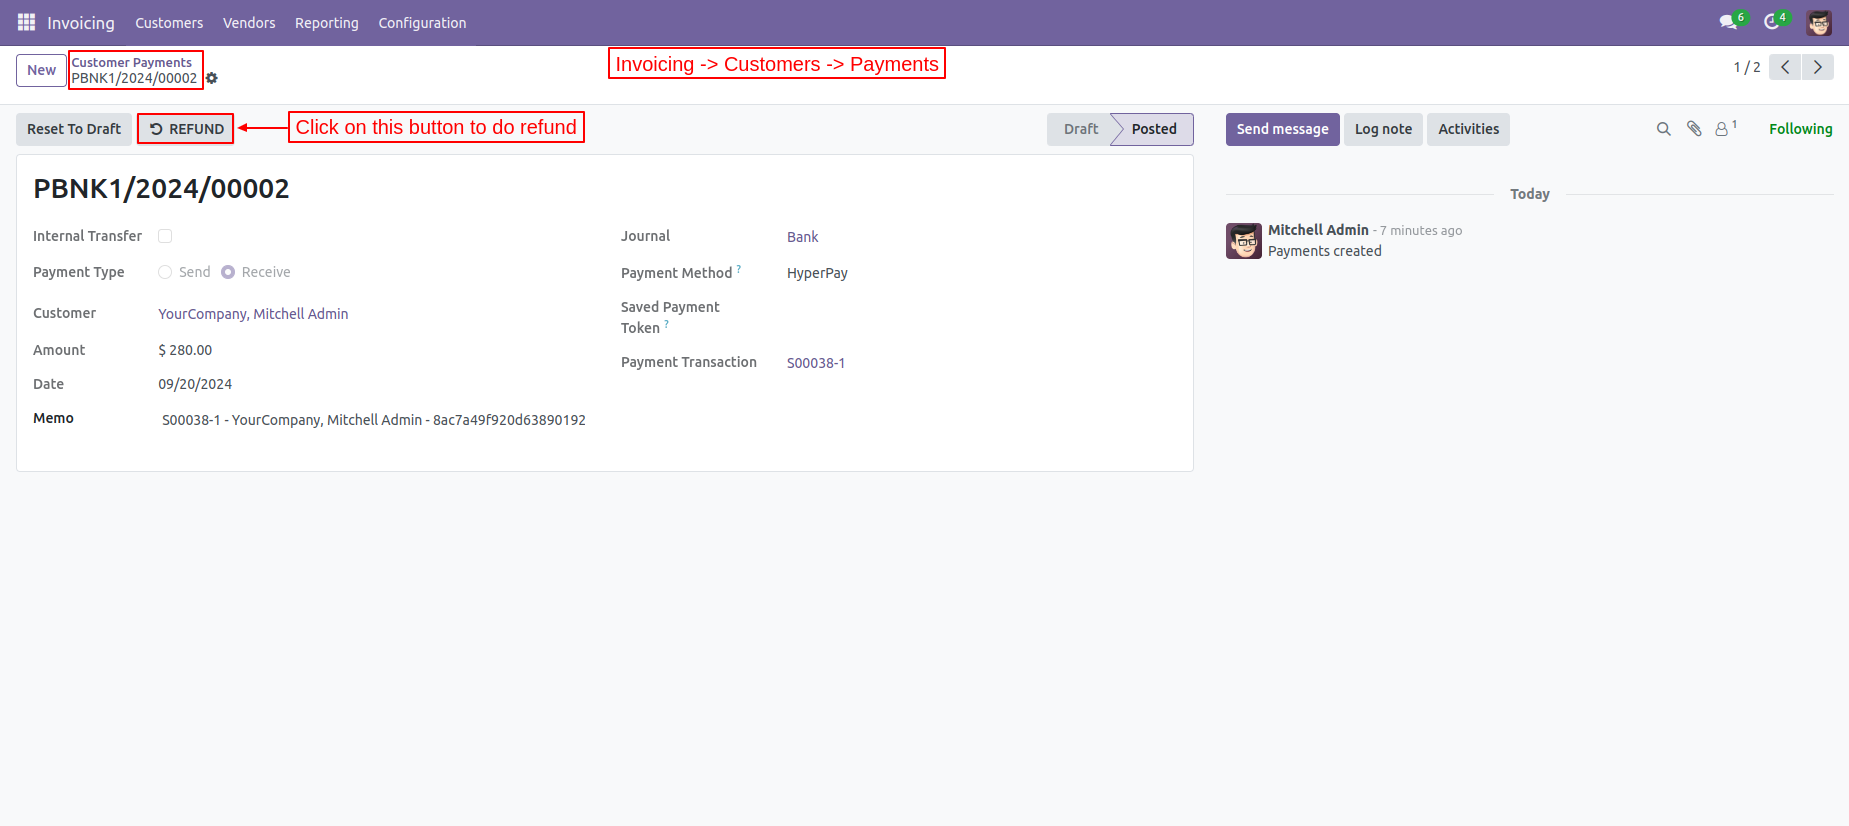 Invoicing Customers Vendors Reporting Configuration 6 4
New
Customer Payments
PBNK1/2024/00002
Invoicing -> Customers -> Payments
1 / 2
Reset To Draft
REFUND
Click on this button to do refund
Draft
Posted
Send message
Log note
Activities
1
Following
PBNK1/2024/00002
Internal Transfer
Payment Type
Send
Receive
Customer
YourCompany, Mitchell Admin
Amount
$ 280.00
Date
09/20/2024
Memo
S00038-1 - YourCompany, Mitchell Admin - 8ac7a49f920d63890192
Journal
Bank
Payment Method ?
HyperPay
Saved Payment
Token ?
Payment Transaction
S00038-1
Today
Mitchell Admin - 7 minutes ago
Payments created